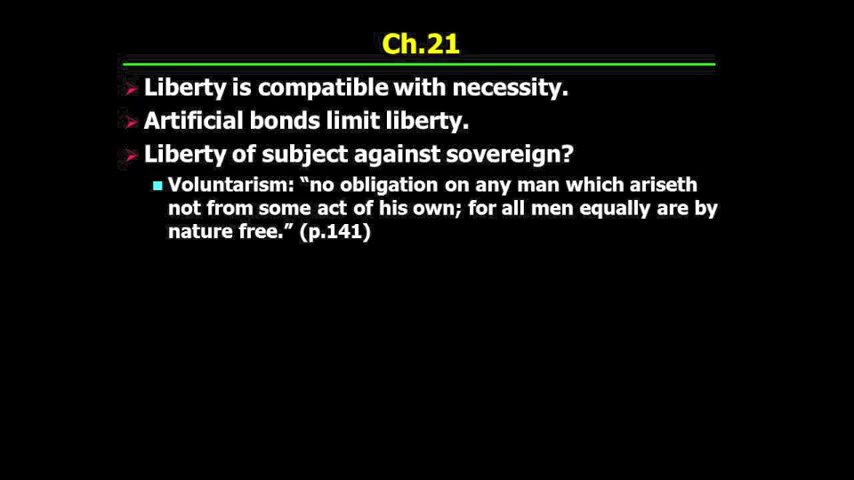 Ch.21
Liberty is compatible with necessity.
Artificial bonds limit liberty.
Liberty of subject against sovereign?
Voluntarism: “no obligation on any man which ariseth
not from some act of his own; for all men equally are by
nature free.” (p.141)